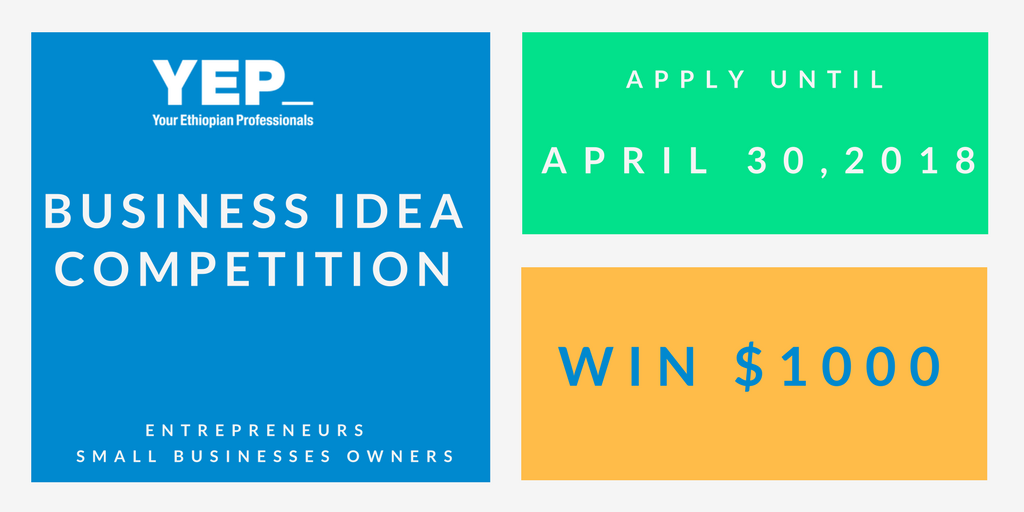 YEP_
Your Ethiopian Professionals
BUSINESS IDEA
COMPETITION
ENTREPRENEURS
SMALL BUSINESSES OWNERS
APPLY UNTIL
APRIL 30,2018
WIN $1000